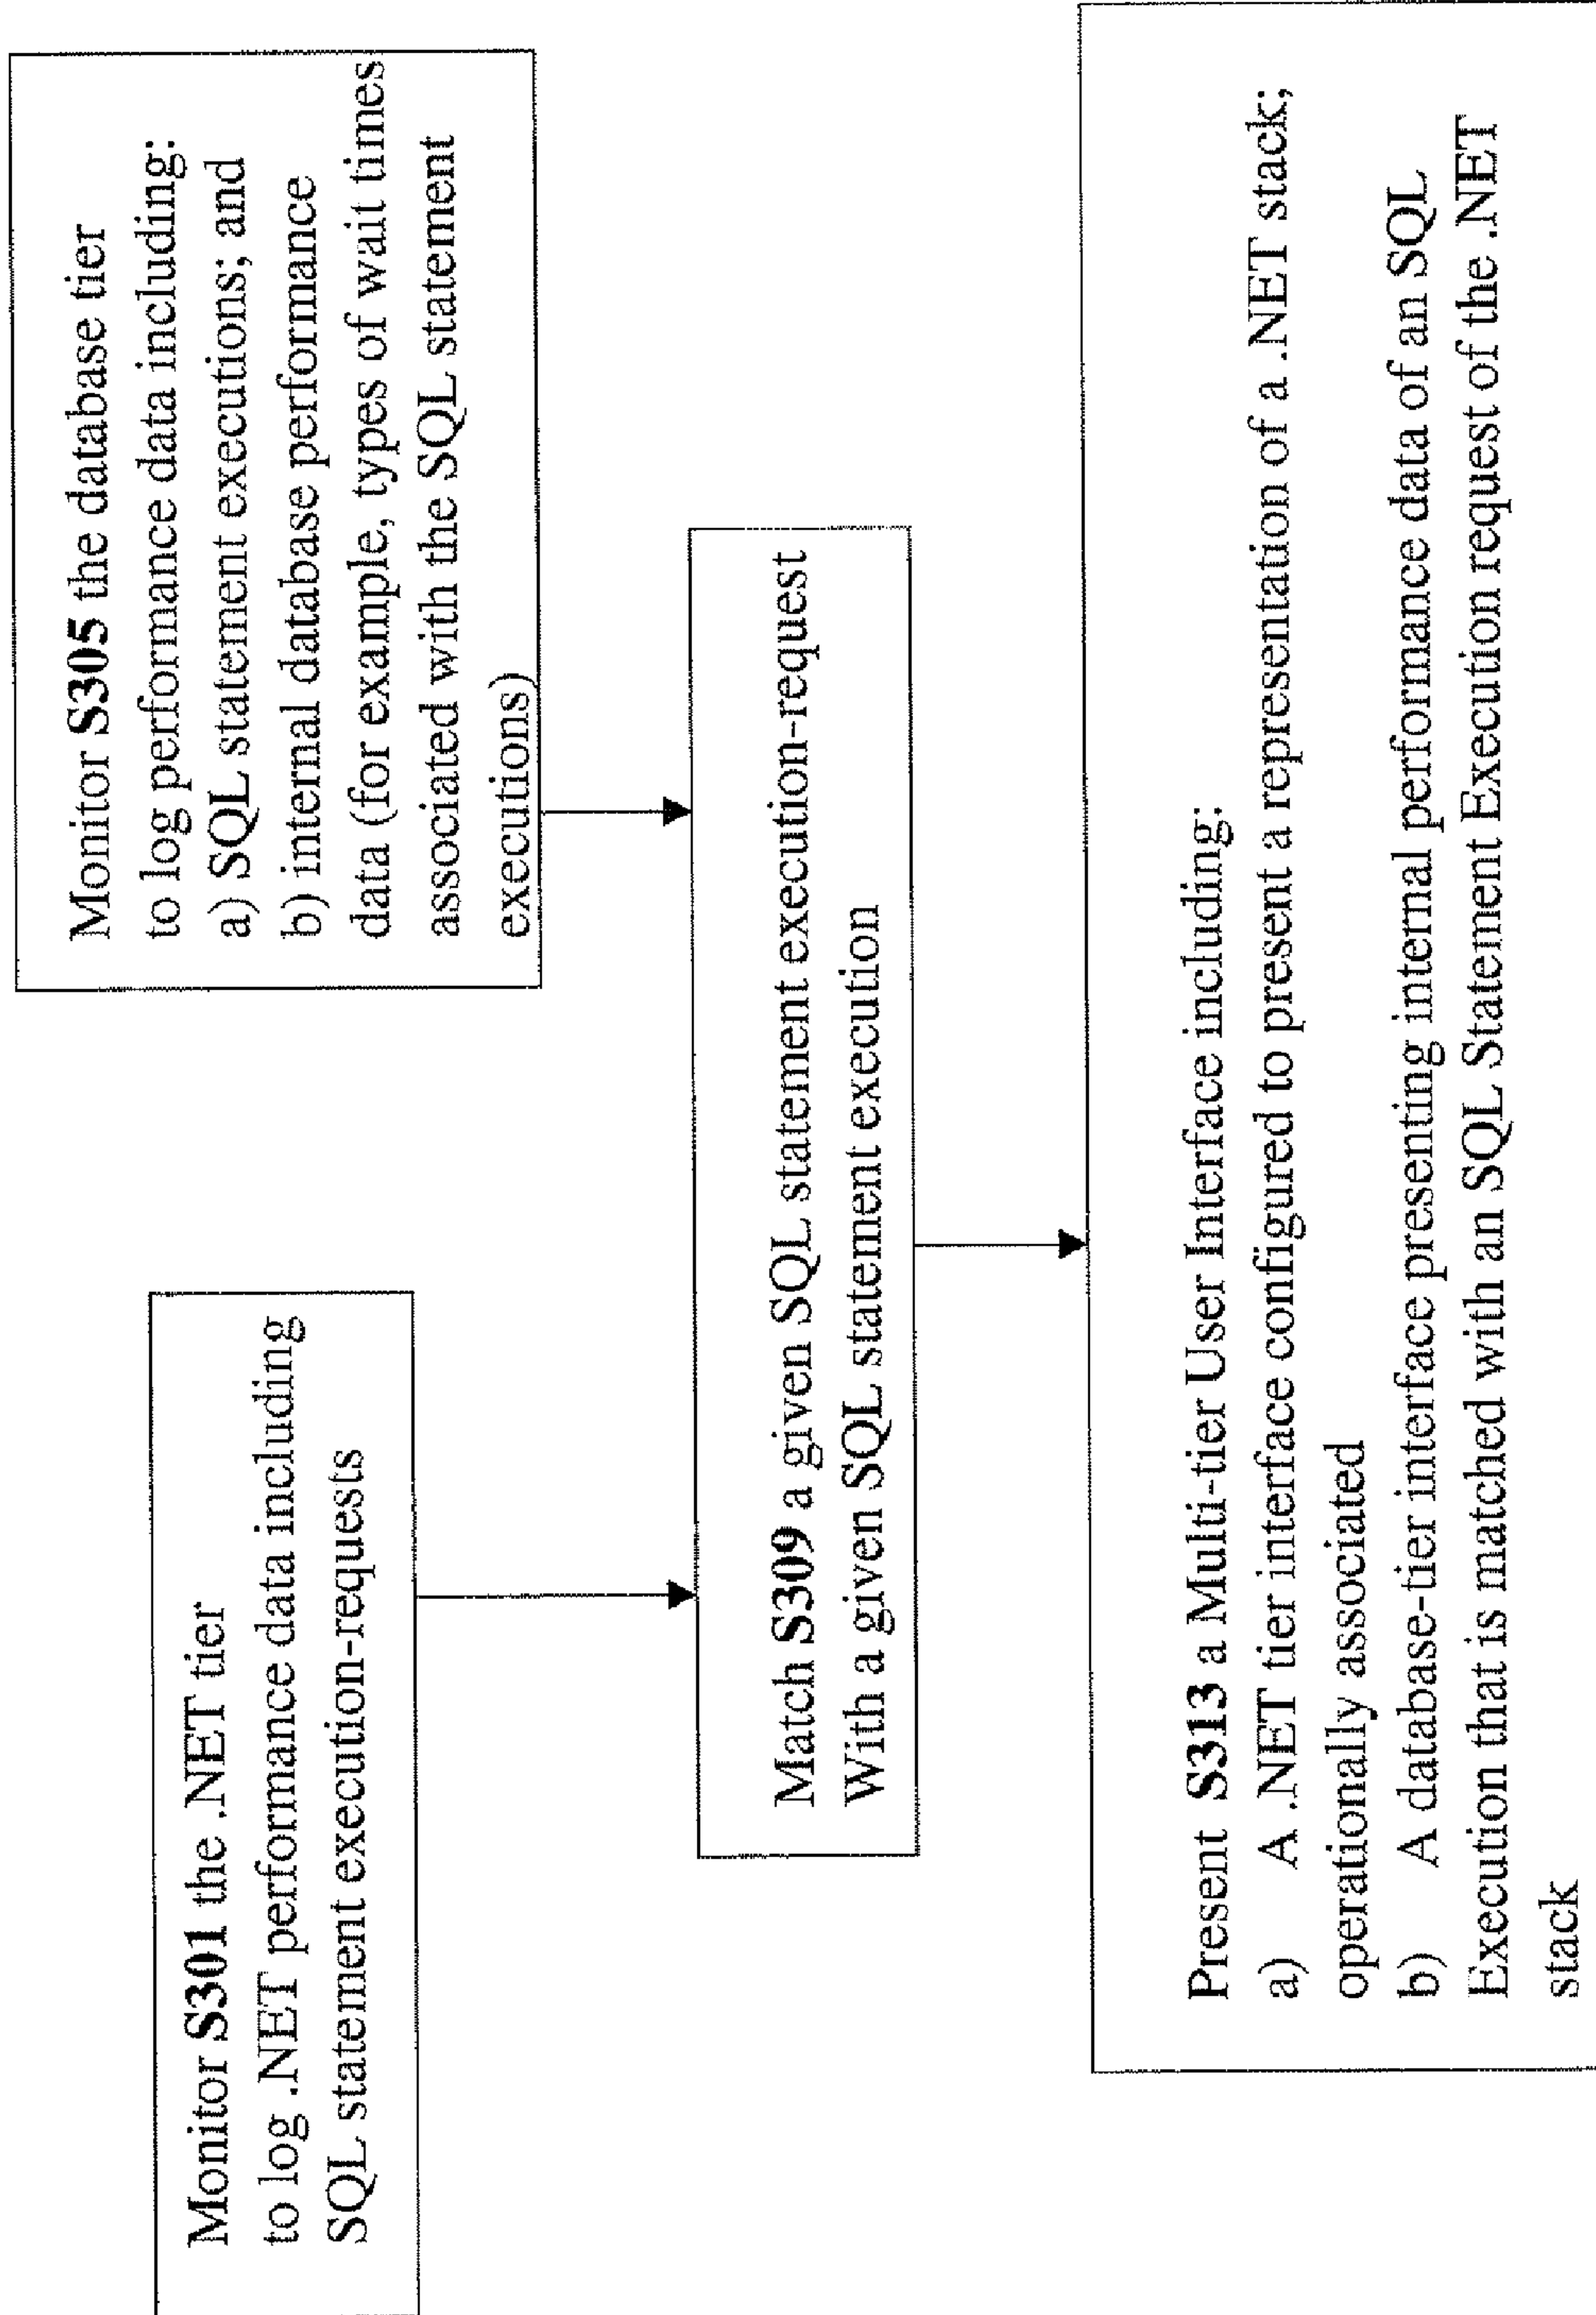 Monitor S301 the .NET tier
to log .NET performance data including
SQL statement execution-requests
Monitor S305 the database tier
to log performance data including:
a) SQL statement executions; and
b) internal database performance
data (for example, types of wait times
associated with the SQL statement
executions)
Match S309 a given SQL statement execution-request
With a given SQL statement execution
Present S313 a Multi-tier User Interface including:
a) A .NET tier interface configured to present a representation of a .NET stack;
operationally associated
b) A database-tier interface presenting internal performance data of an SQL
Execution that is matched with an SQL Statement Execution request of the .NET
stack